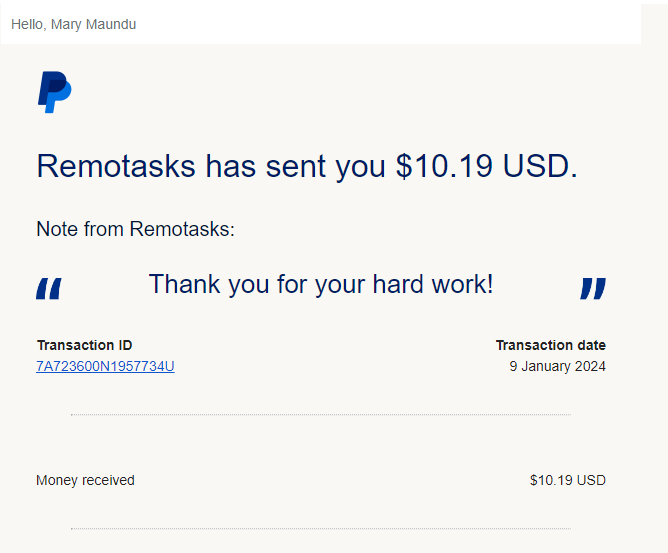 Hello, Mary Maundu
Remotasks has sent you $10.19 USD.
Note from Remotasks:
“ Thank you for your hard work! ”
Transaction ID Transaction date
7A723600N1957734U 9 January 2024
Money received $10.19 USD